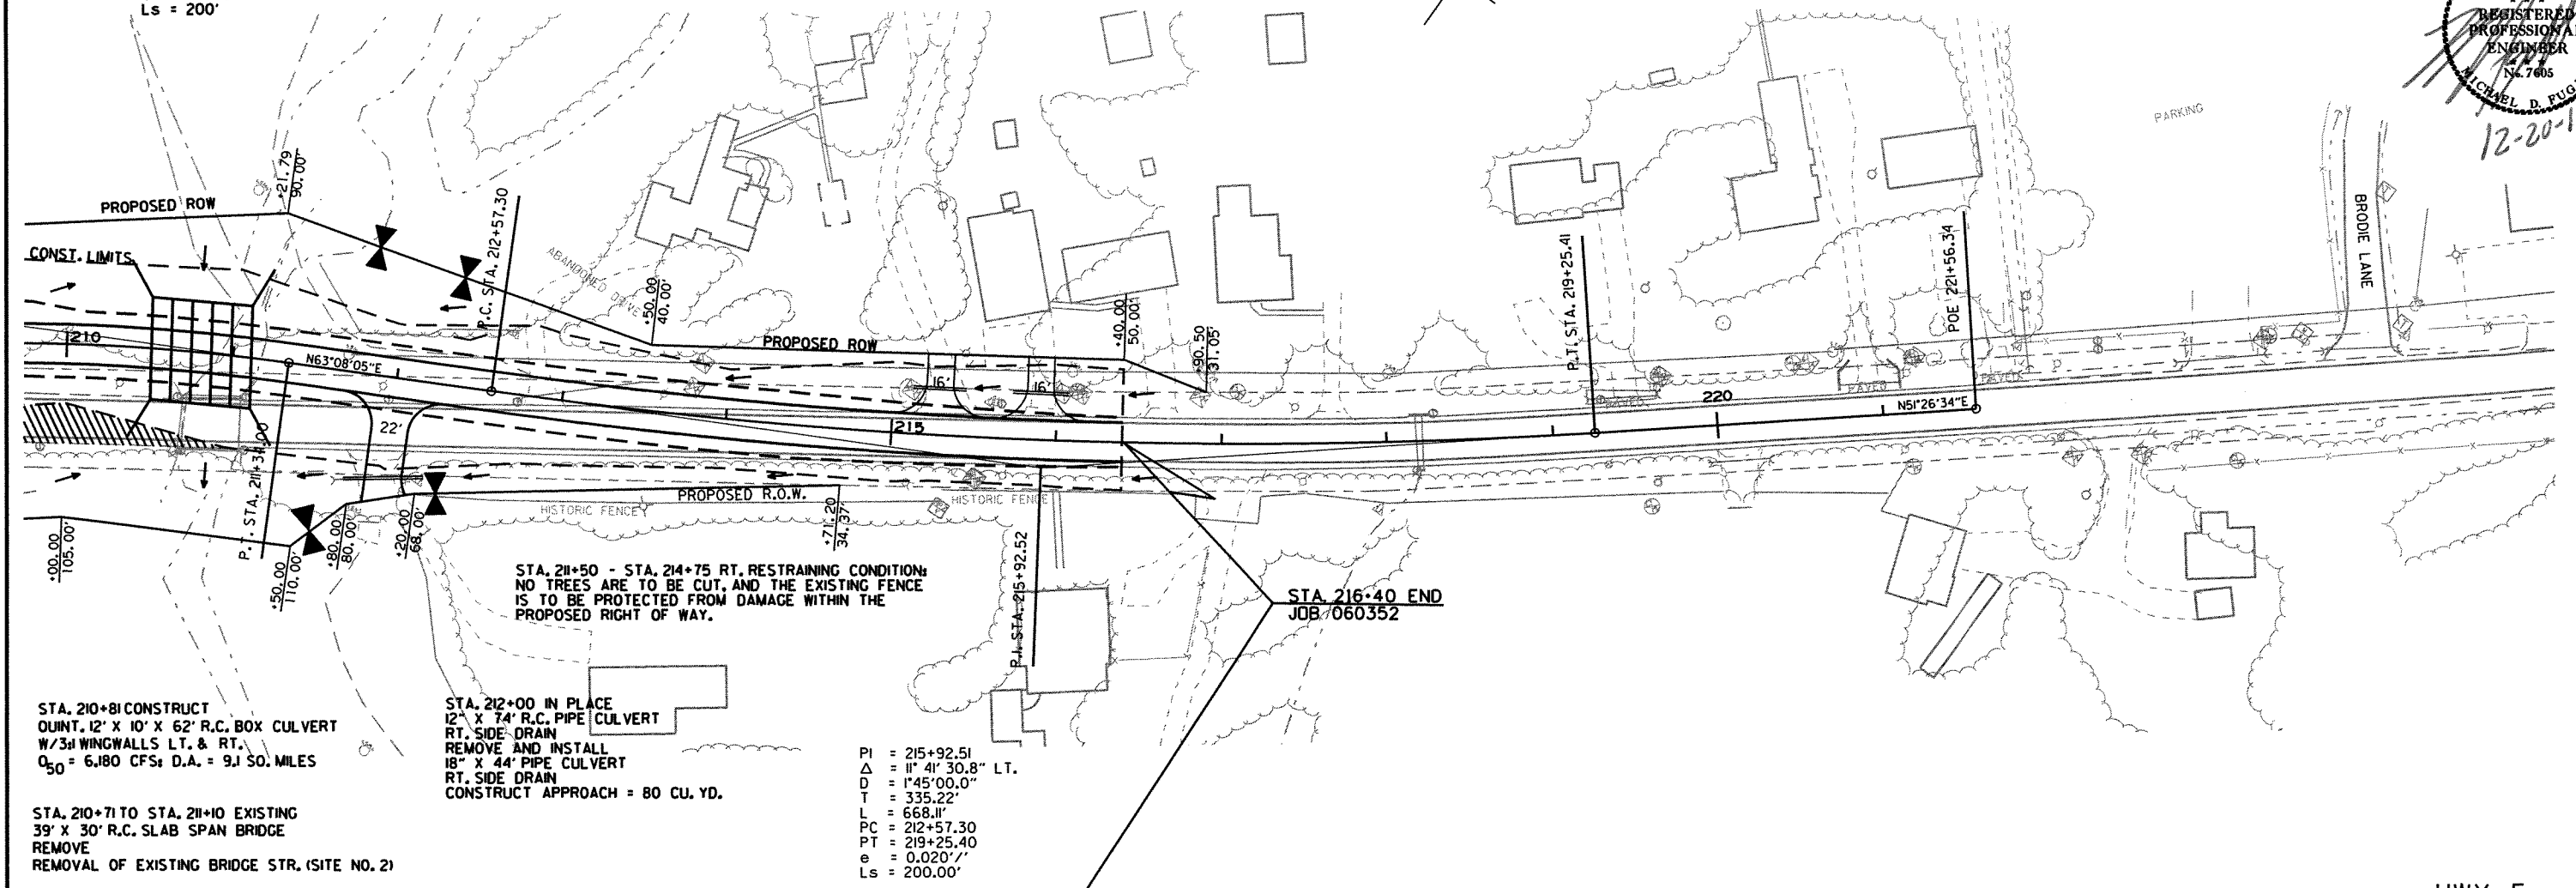 Ls = 200'
REGISTERED
PROFESSIONAL
ENGINEER
No. 7605
MICHAEL D. FUG
12-20-1
PARKING
BRODIE LANE
PROPOSED ROW
+21.79
90.00'
CONST. LIMITS
P.C. STA. 212+57.30
ABANDONED DRIVE
+50.00
40.00'
PROPOSED ROW
+40.00
50.00'
+90.50
31.05'
P.T. STA. 219+25.41
POE 221+56.34
210
N63°08'05"E
16'
16'
215
220
PAVED
PAVED
PAVED
N51°26'34"E
22'
+00.00
105.00'
+50.00
110.00'
+80.00
80.00'
+20.00
68.00'
HISTORIC FENCE
PROPOSED R.O.W.
+71.20
34.37'
HISTORIC FENCE
P.I. STA. 215+92.52
STA. 211+50 - STA. 214+75 RT. RESTRAINING CONDITION:
NO TREES ARE TO BE CUT, AND THE EXISTING FENCE
IS TO BE PROTECTED FROM DAMAGE WITHIN THE
PROPOSED RIGHT OF WAY.
STA. 216+40 END
JOB 060352
STA. 210+81 CONSTRUCT
QUINT. 12' X 10' X 62' R.C. BOX CULVERT
W/3:1 WINGWALLS LT. & RT.
Q50 = 6,180 CFS; D.A. = 9.1 SQ. MILES
STA. 210+71 TO STA. 211+10 EXISTING
39' X 30' R.C. SLAB SPAN BRIDGE
REMOVE
REMOVAL OF EXISTING BRIDGE STR. (SITE NO. 2)
STA. 212+00 IN PLACE
12" X 74' R.C. PIPE CULVERT
RT. SIDE DRAIN
REMOVE AND INSTALL
18" X 44' PIPE CULVERT
RT. SIDE DRAIN
CONSTRUCT APPROACH = 80 CU. YD.
PI = 215+92.51
Δ = 11° 41' 30.8" LT.
D = 1°45'00.0"
T = 335.22'
L = 668.11'
PC = 212+57.30
PT = 219+25.40
e = 0.020'/'
Ls = 200.00'